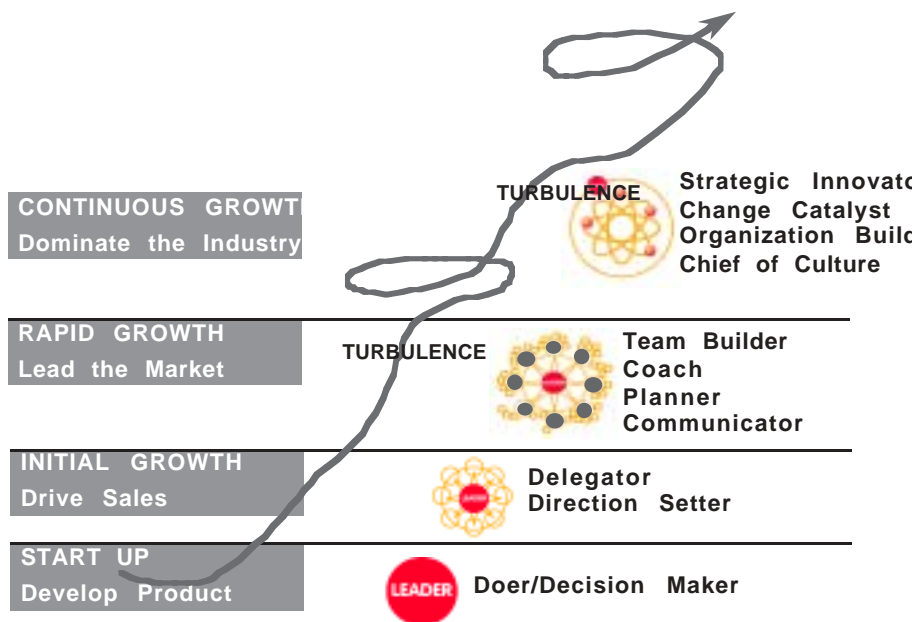 TURBULENCE
CONTINUOUS GROWT
Dominate the Industry
Strategic Innovato
Change Catalyst
Organization Build
Chief of Culture
RAPID GROWTH
Lead the Market
TURBULENCE
Team Builder
Coach
Planner
Communicator
INITIAL GROWTH
Drive Sales
Delegator
Direction Setter
START UP
Develop Product
LEADER
Doer/Decision Maker